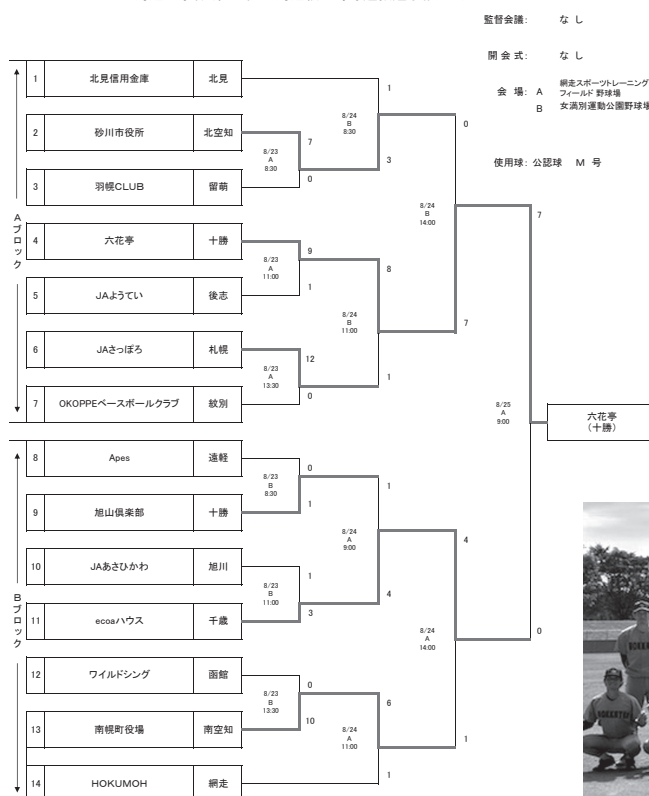 監督会議: なし
開会式: なし
会場: A 網走スポーツトレーニング
フィールド 野球場
B 女満別運動公園野球場
使用球: 公認球 M 号
Aブロック
1 北見信用金庫 北見
1
8/24
B
8:30
0
2 砂川市役所 北空知
7
8/23
A
8:30
3
0
3 羽幌CLUB 留萌
8/24
B
14:00
7
4 六花亭 十勝
9
8/23
A
11:00
8
1
5 JAようてい 後志
8/24
B
11:00
7
6 JAさっぽろ 札幌
12
8/23
A
13:30
1
0
7 OKOPPEベースボールクラブ 紋別
8/25
A
9:00
六花亭
(十勝)
Bブロック
8 Apes 遠軽
0
8/23
B
8:30
1
1
9 旭山倶楽部 十勝
8/24
A
9:00
4
10 JAあさひかわ 旭川
1
8/23
B
11:00
4
3
11 ecoaハウス 千歳
8/24
A
14:00
0
12 ワイルドシング 函館
0
8/23
B
13:30
6
10
13 南幌町役場 南空知
8/24
A
11:00
1
1
14 HOKUMOH 網走